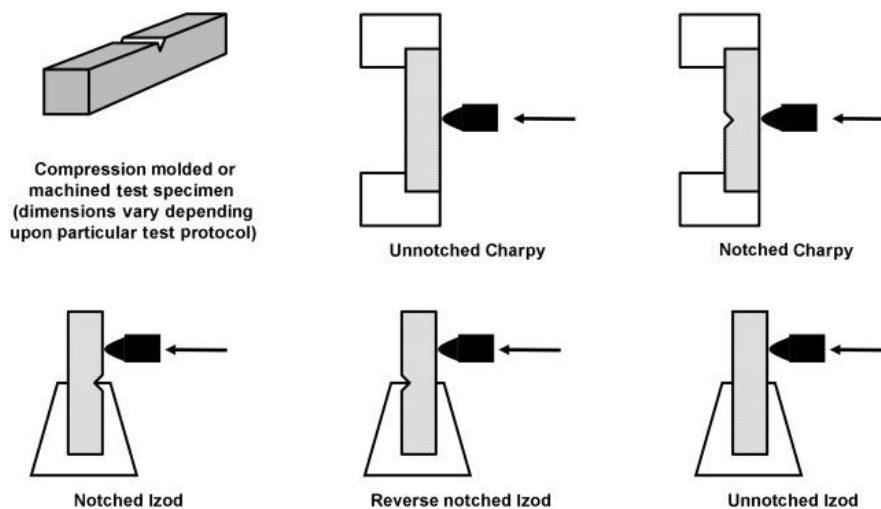 Compression molded or
machined test specimen
(dimensions vary depending
upon particular test protocol)
Unnotched Charpy
Notched Charpy
Notched Izod
Reverse notched Izod
Unnotched Izod